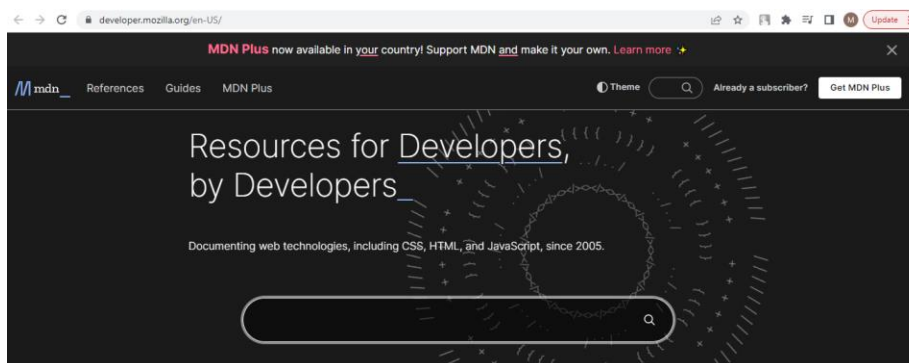 developer.mozilla.org/en-US/
M
Update
MDN Plus now available in your country! Support MDN and make it your own. Learn more ✨
mdn_
References
Guides
MDN Plus
Theme
Already a subscriber?
Get MDN Plus
Resources for Developers,
by Developers_
Documenting web technologies, including CSS, HTML, and JavaScript, since 2005.